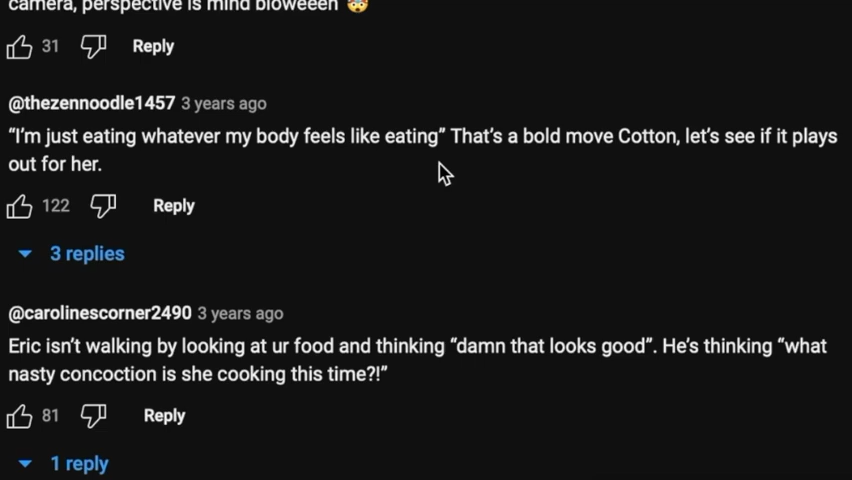 camera, perspective is mind bloweeen 🤯
31 Reply
@thezennoodle1457 3 years ago
“I’m just eating whatever my body feels like eating” That’s a bold move Cotton, let’s see if it plays
out for her.
122 Reply
3 replies
@carolinescorner2490 3 years ago
Eric isn’t walking by looking at ur food and thinking “damn that looks good”. He’s thinking “what
nasty concoction is she cooking this time?!”
81 Reply
1 reply